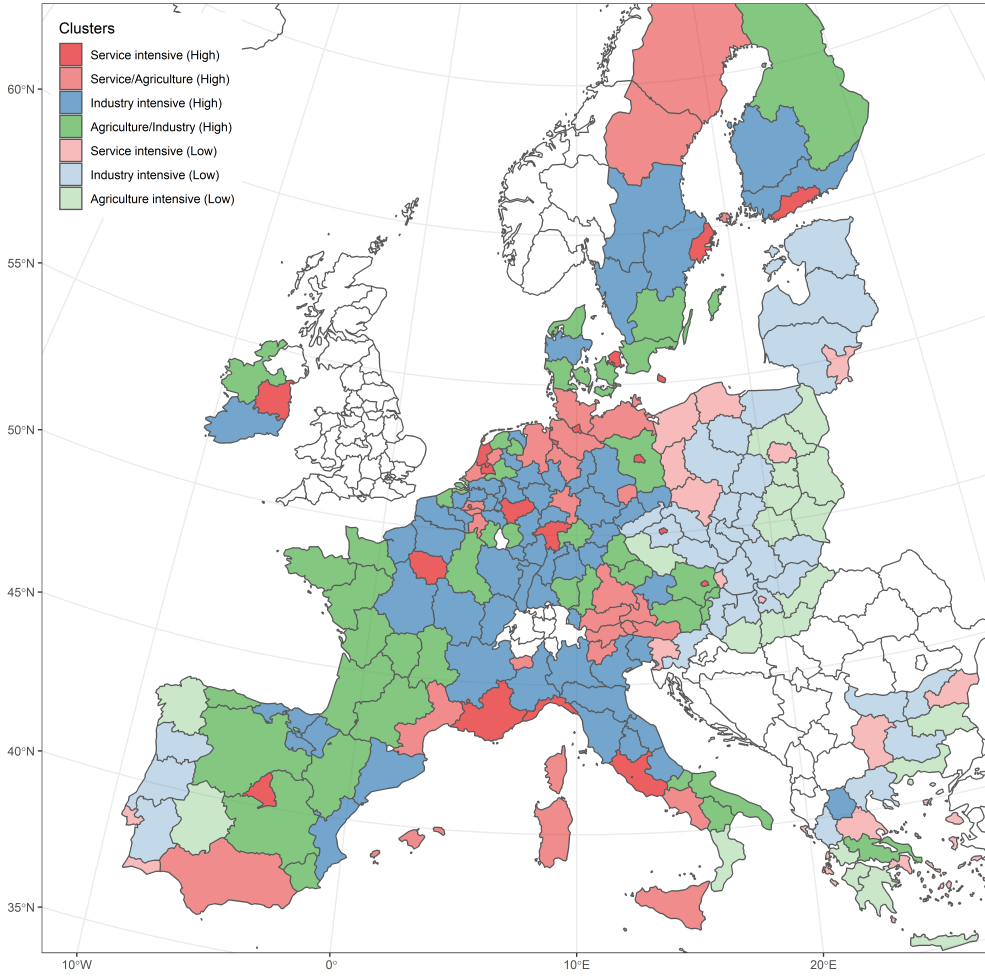 Clusters
Service intensive (High)
Service/Agriculture (High)
Industry intensive (High)
Agriculture/Industry (High)
Service intensive (Low)
Industry intensive (Low)
Agriculture intensive (Low)
60°N
55°N
50°N
45°N
40°N
35°N
10°W
0°
10°E
20°E